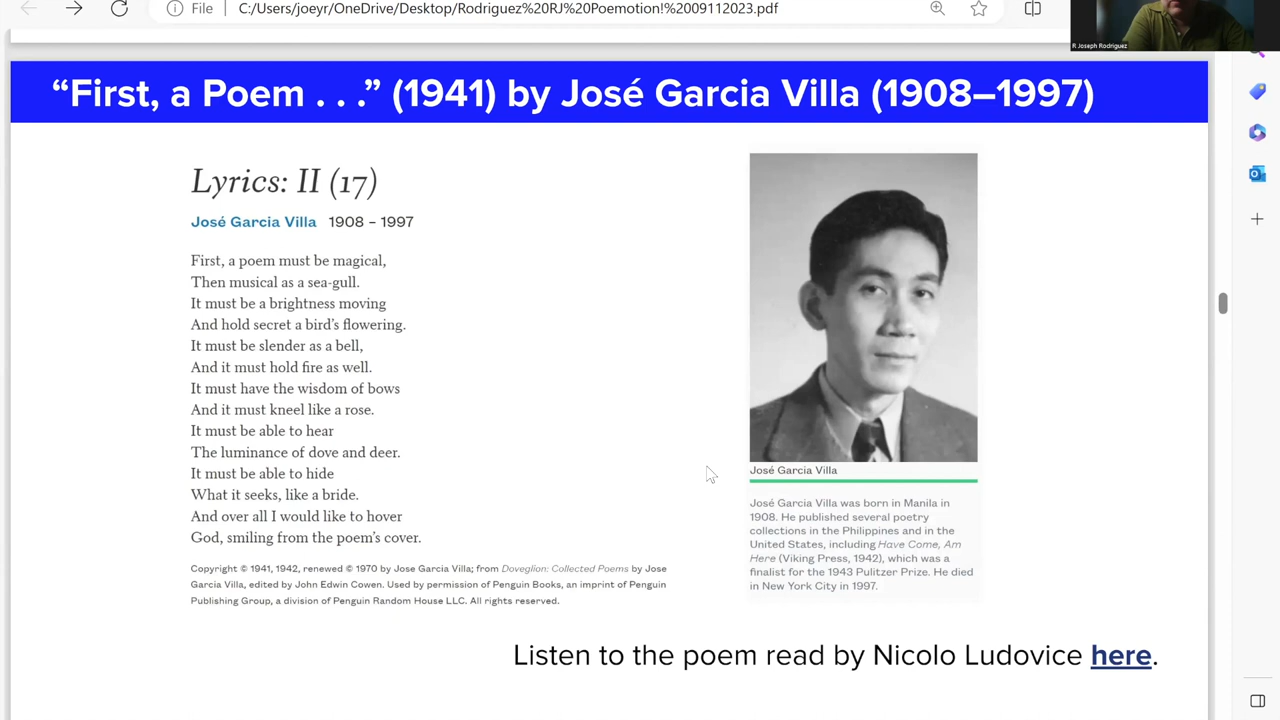 File
C:/Users/joeyr/OneDrive/Desktop/Rodriguez%20RJ%20Poemotion!%2009112023.pdf
R Joseph Rodriguez
“First, a Poem . . .” (1941) by José Garcia Villa (1908–1997)
Lyrics: II (17)
José Garcia Villa 1908 – 1997
First, a poem must be magical,
Then musical as a sea-gull.
It must be a brightness moving
And hold secret a bird’s flowering.
It must be slender as a bell,
And it must hold fire as well.
It must have the wisdom of bows
And it must kneel like a rose.
It must be able to hear
The luminance of dove and deer.
It must be able to hide
What it seeks, like a bride.
And over all I would like to hover
God, smiling from the poem’s cover.
Copyright © 1941, 1942, renewed © 1970 by Jose Garcia Villa; from Doveglion: Collected Poems by Jose
Garcia Villa, edited by John Edwin Cowen. Used by permission of Penguin Books, an imprint of Penguin
Publishing Group, a division of Penguin Random House LLC. All rights reserved.
José Garcia Villa
José Garcia Villa was born in Manila in
1908. He published several poetry
collections in the Philippines and in the
United States, including Have Come, Am
Here (Viking Press, 1942), which was a
finalist for the 1943 Pulitzer Prize. He died
in New York City in 1997.
Listen to the poem read by Nicolo Ludovice here.